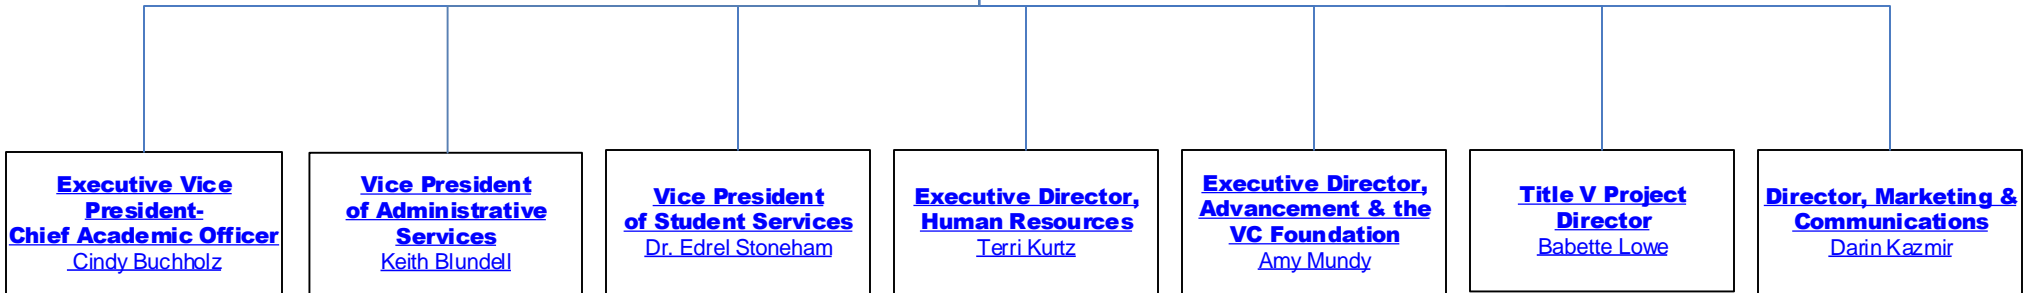 Executive Vice
President-
Chief Academic Officer
Cindy Buchholz
Vice President
of Administrative
Services
Keith Blundell
Vice President
of Student Services
Dr. Edrel Stoneham
Executive Director,
Human Resources
Terri Kurtz
Executive Director,
Advancement & the
VC Foundation
Amy Mundy
Title V Project
Director
Babette Lowe
Director, Marketing &
Communications
Darin Kazmir